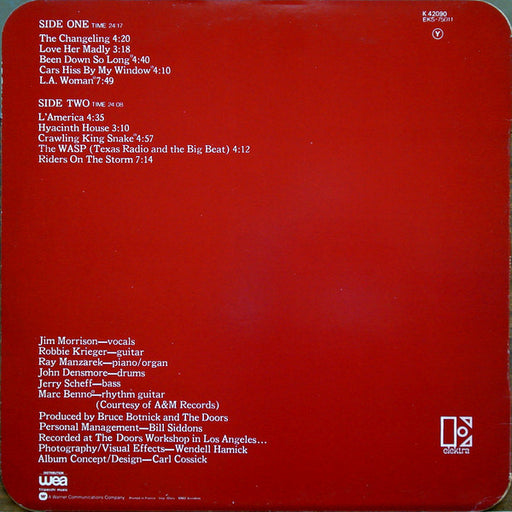 SIDE ONE TIME 24:17
The Changeling 4:20
Love Her Madly 3:18
Been Down So Long 4:40
Cars Hiss By My Window 4:10
L.A. Woman 7:49
SIDE TWO TIME 24:08
L'America 4:35
Hyacinth House 3:10
Crawling King Snake 4:57
The WASP (Texas Radio and the Big Beat) 4:12
Riders On The Storm 7:14
K 42090
EKS-75011
Y
Jim Morrison—vocals
Robbie Krieger—guitar
Ray Manzarek—piano/organ
John Densmore—drums
Jerry Scheff—bass
Marc Benno—rhythm guitar
(Courtesy of A&M Records)
Produced by Bruce Botnick and The Doors
Personal Management—Bill Siddons
Recorded at The Doors Workshop in Los Angeles...
Photography/Visual Effects—Wendell Hamick
Album Concept/Design—Carl Cossick
elektra
DISTRIBUTION
wea
filipacchi music
A Warner Communications Company
Printed in France